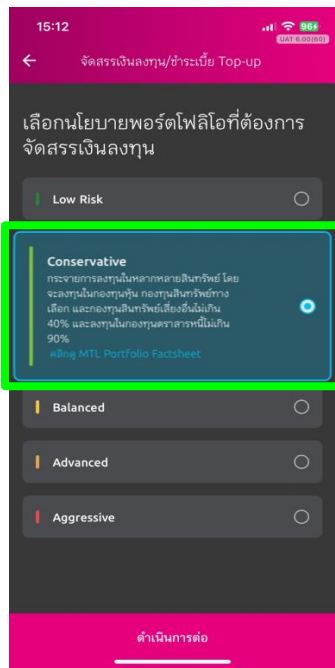 15:12
96
UAT 6.00(60)
จัดสรรเงินลงทุน/ชำระเบี้ย Top-up
เลือกนโยบายพอร์ตโฟลิโอที่ต้องการ
จัดสรรเงินลงทุน
Low Risk
Conservative
กระจายการลงทุนในหลากหลายสินทรัพย์ โดย
จะลงทุนในกองทุนหุ้น กองทุนสินทรัพย์ทาง
เลือก และกองทุนสินทรัพย์เสี่ยงอื่นไม่เกิน
40% และลงทุนในกองทุนตราสารหนี้ไม่เกิน
90%
คลิกดู MTL Portfolio Factsheet
Balanced
Advanced
Aggressive
ดำเนินการต่อ